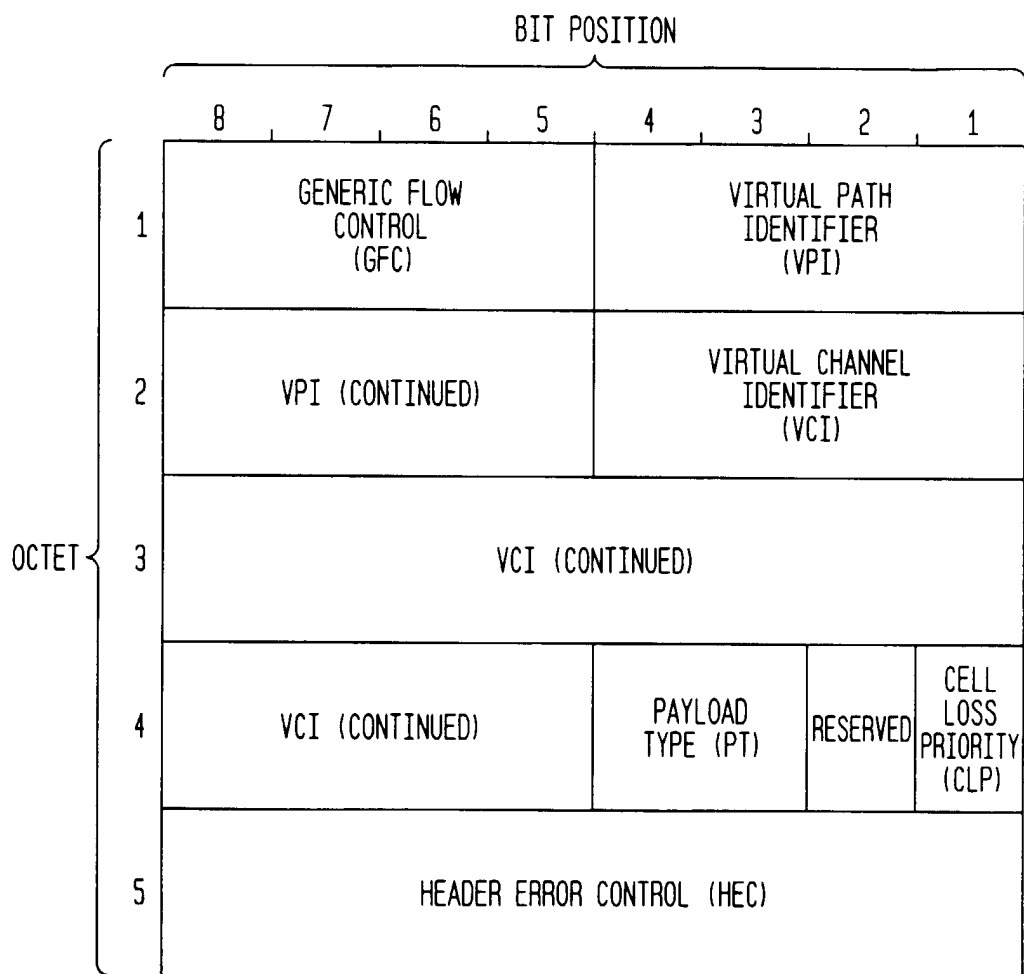 BIT POSITION
8 7 6 5 4 3 2 1
OCTET
1
GENERIC FLOW
CONTROL
(GFC)
VIRTUAL PATH
IDENTIFIER
(VPI)
2
VPI (CONTINUED)
VIRTUAL CHANNEL
IDENTIFIER
(VCI)
3
VCI (CONTINUED)
4
VCI (CONTINUED)
PAYLOAD
TYPE (PT)
RESERVED
CELL
LOSS
PRIORITY
(CLP)
5
HEADER ERROR CONTROL (HEC)